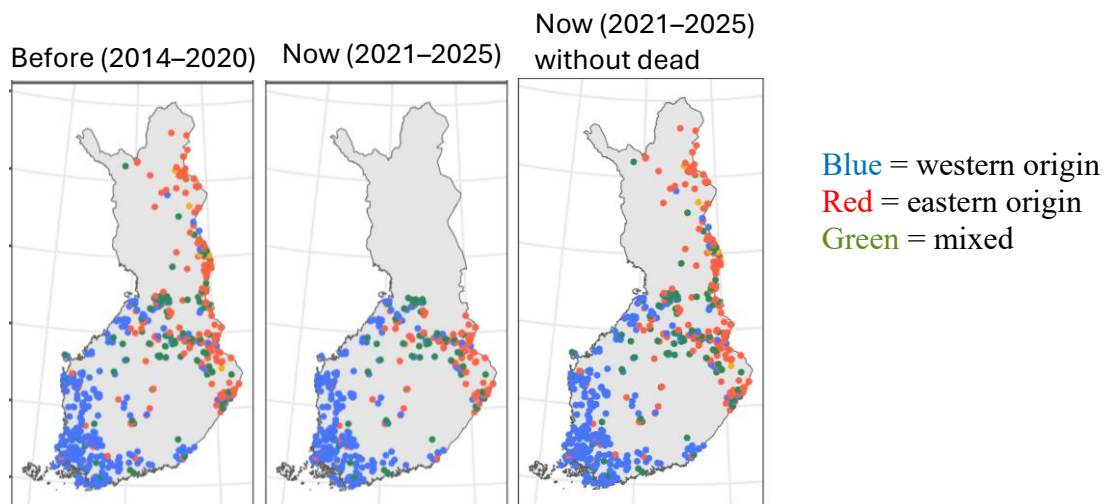 Before (2014–2020)
Now (2021–2025)
Now (2021–2025)
without dead
Blue = western origin
Red = eastern origin
Green = mixed